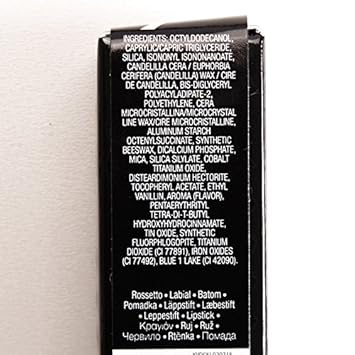 INGREDIENTS: OCTYLDODECANOL,
CAPRYLIC/CAPRIC TRIGLYCERIDE,
SILICA, ISONONYL ISONONANOATE,
CANDELILLA CERA / EUPHORBIA
CERIFERA (CANDELILLA) WAX / CIRE
DE CANDELILLA, BIS-DIGLYCERYL
POLYACYLADIPATE-2,
POLYETHYLENE, CERA
MICROCRISTALLINA/MICROCRYSTAL
LINE WAX/CIRE MICROCRISTALLINE,
ALUMINUM STARCH
OCTENYLSUCCINATE, SYNTHETIC
BEESWAX, DICALCIUM PHOSPHATE,
MICA, SILICA SILYLATE, COBALT
TITANIUM OXIDE,
DISTEARDIMONIUM HECTORITE,
TOCOPHERYL ACETATE, ETHYL
VANILLIN, AROMA (FLAVOR),
PENTAERYTHRITYL
TETRA-DI-T-BUTYL
HYDROXYHYDROCINNAMATE,
TIN OXIDE, SYNTHETIC
FLUORPHLOGOPITE, TITANIUM
DIOXIDE (CI 77891), IRON OXIDES
(CI 77492), BLUE 1 LAKE (CI 42090).
Rossetto • Labial • Batom •
Pomadka • Läppstift • Læbestift
• Leppestift • Lipstick •
Κραγιόν • Ruj • Ruž •
Червило • Rtěnka • Помада